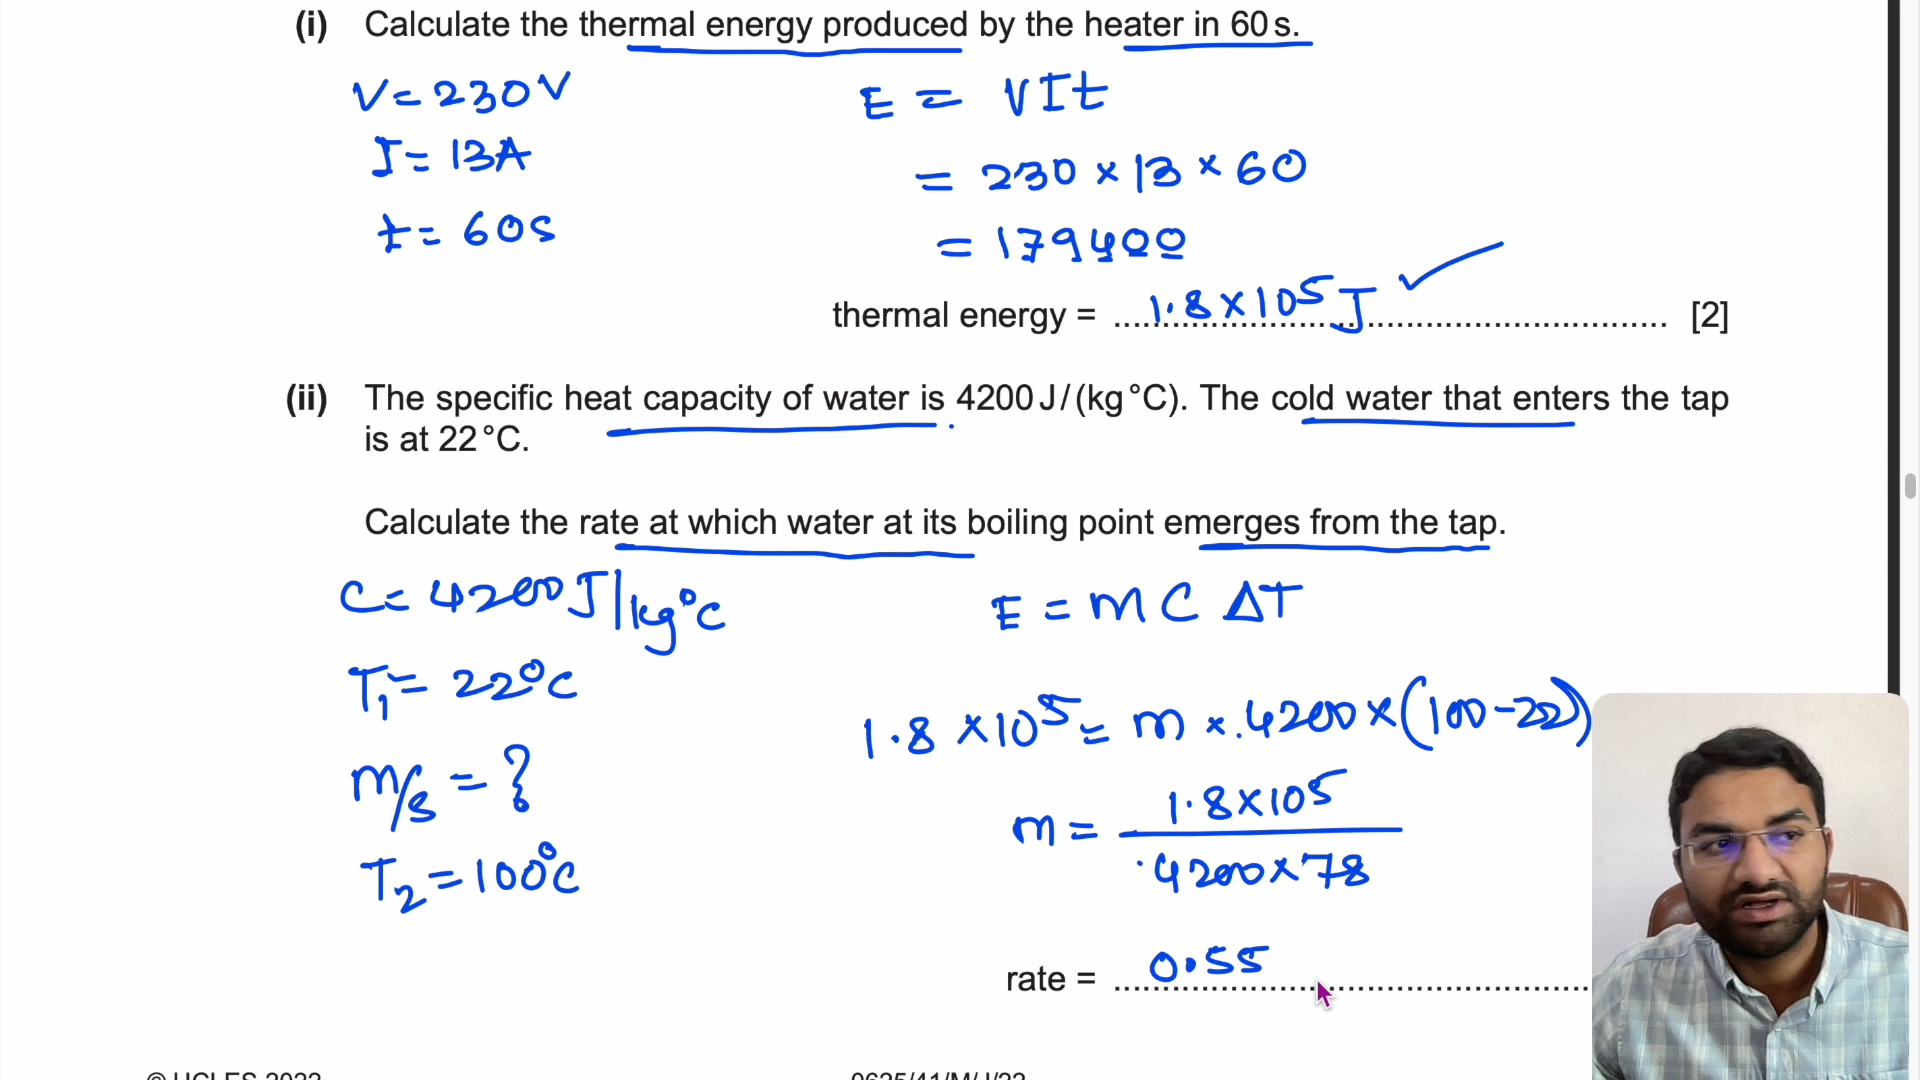 (i) Calculate the thermal energy produced by the heater in 60 s.
V = 230 V
E = VIt
I = 13A
= 230 × 13 × 60
t = 60s
= 179400
thermal energy = 1.8 × 10⁵ J [2]
(ii) The specific heat capacity of water is 4200 J/(kg °C). The cold water that enters the tap
is at 22 °C.
Calculate the rate at which water at its boiling point emerges from the tap.
C = 4200 J/kg°C
E = m C ΔT
T₁ = 22°C
1.8 × 10⁵ = m × 4200 × (100-22)
m/s = ?
m = 1.8×10⁵
4200 × 78
T₂ = 100°C
rate = 0.55
© UCLES 2022